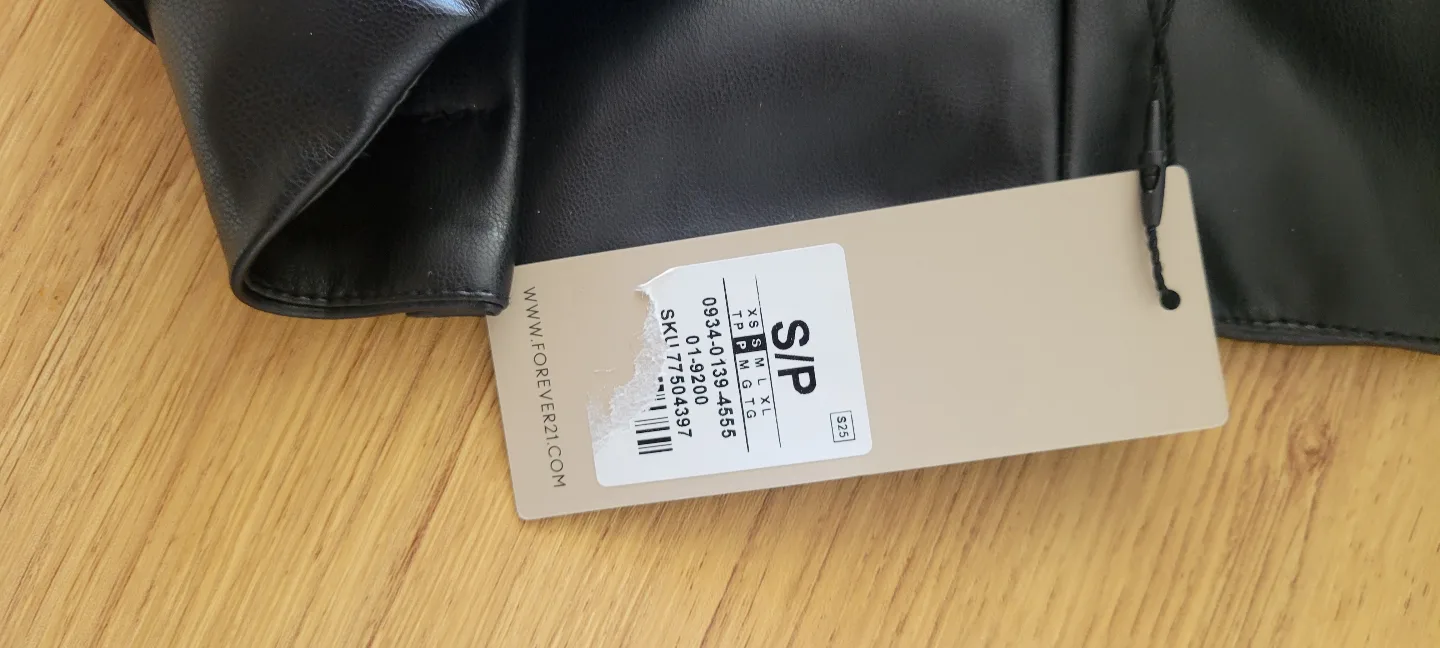 S25
S/P
XS S M L XL
TP P M G TG
0934-0139-4555
01-9200
SKU 77504397
WWW.FOREVER21.COM